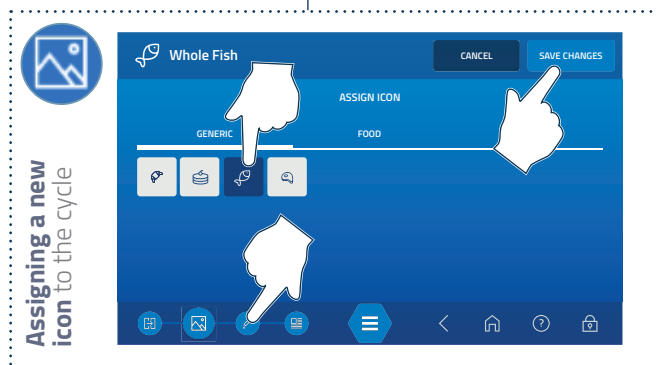 Whole Fish
CANCEL
SAVE CHANGES
ASSIGN ICON
GENERIC
FOOD
Assigning a new
icon to the cycle